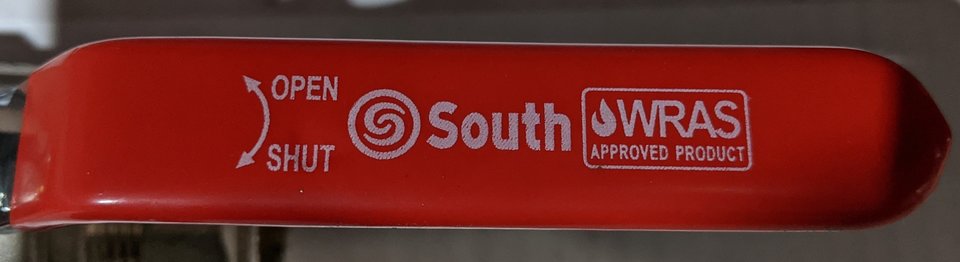 OPEN
SHUT
South
WRAS
APPROVED PRODUCT